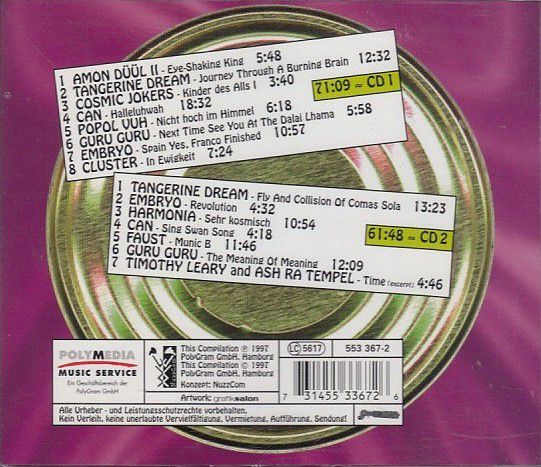 1 AMON DÜÜL II - Eye-Shaking King 5:48
2 TANGERINE DREAM - Journey Through A Burning Brain 12:32
3 COSMIC JOKERS - Kinder des Alls I 3:40
4 CAN - Halleluhwah 18:32
5 POPOL VUH - Nicht hoch im Himmel 6:18
6 GURU GURU - Next Time See You At The Dalai Lhama 5:58
7 EMBRYO - Spain Yes, Franco Finished 10:57
8 CLUSTER - In Ewigkeit 7:24
71:09 - CD 1
1 TANGERINE DREAM - Fly And Collision Of Comas Sola 13:23
2 EMBRYO - Revolution 4:32
3 HARMONIA - Sehr kosmisch 10:54
4 CAN - Sing Swan Song 4:18
5 FAUST - Munic B 11:46
6 GURU GURU - The Meaning Of Meaning 12:09
7 TIMOTHY LEARY and ASH RA TEMPEL - Time (excerpt) 4:46
61:48 - CD 2
POLYMEDIA
MUSIC SERVICE
Ein Geschäftsbereich der
PolyGram GmbH
This Compilation ℗ 1997
PolyGram GmbH, Hamburg
This Compilation © 1997
PolyGram GmbH, Hamburg
Konzept: NuzzCom
Artwork: grafiksalon
LC 5617
553 367-2
7 31455 33672 6
Alle Urheber - und Leistungsschutzrechte vorbehalten.
Kein Verleih, keine unerlaubte Vervielfältigung, Vermietung, Aufführung, Sendung!